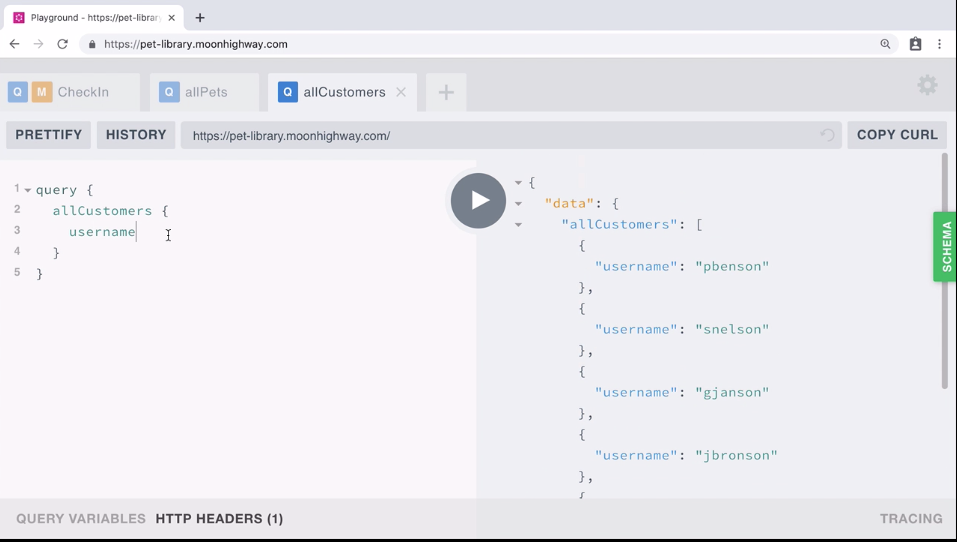 Playground - https://pet-library
https://pet-library.moonhighway.com
Q M CheckIn
Q allPets
Q allCustomers
PRETTIFY
HISTORY
https://pet-library.moonhighway.com/
COPY CURL
1 query {
2 allCustomers {
3 username
4 }
5 }
{
"data": {
"allCustomers": [
{
"username": "pbenson"
},
{
"username": "snelson"
},
{
"username": "gjanson"
},
{
"username": "jbronson"
},
{
SCHEMA
QUERY VARIABLES
HTTP HEADERS (1)
TRACING